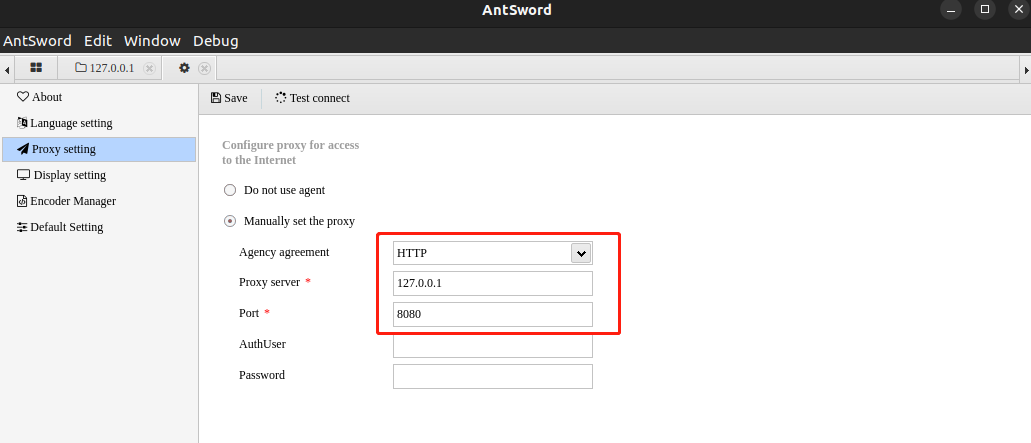 AntSword
AntSword Edit Window Debug
127.0.0.1
About
Language setting
Proxy setting
Display setting
Encoder Manager
Default Setting
Save Test connect
Configure proxy for access
to the Internet
Do not use agent
Manually set the proxy
Agency agreement HTTP
Proxy server * 127.0.0.1
Port * 8080
AuthUser
Password